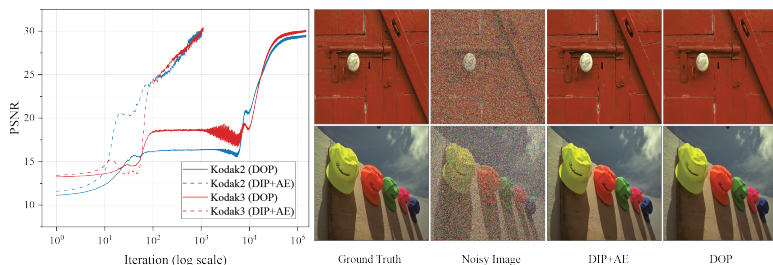 30
25
20
15
10
PSNR
Kodak2 (DOP)
Kodak2 (DIP+AE)
Kodak3 (DOP)
Kodak3 (DIP+AE)
10⁰
10¹
10²
10³
10⁴
10⁵
Iteration (log scale)
Ground Truth
Noisy Image
DIP+AE
DOP